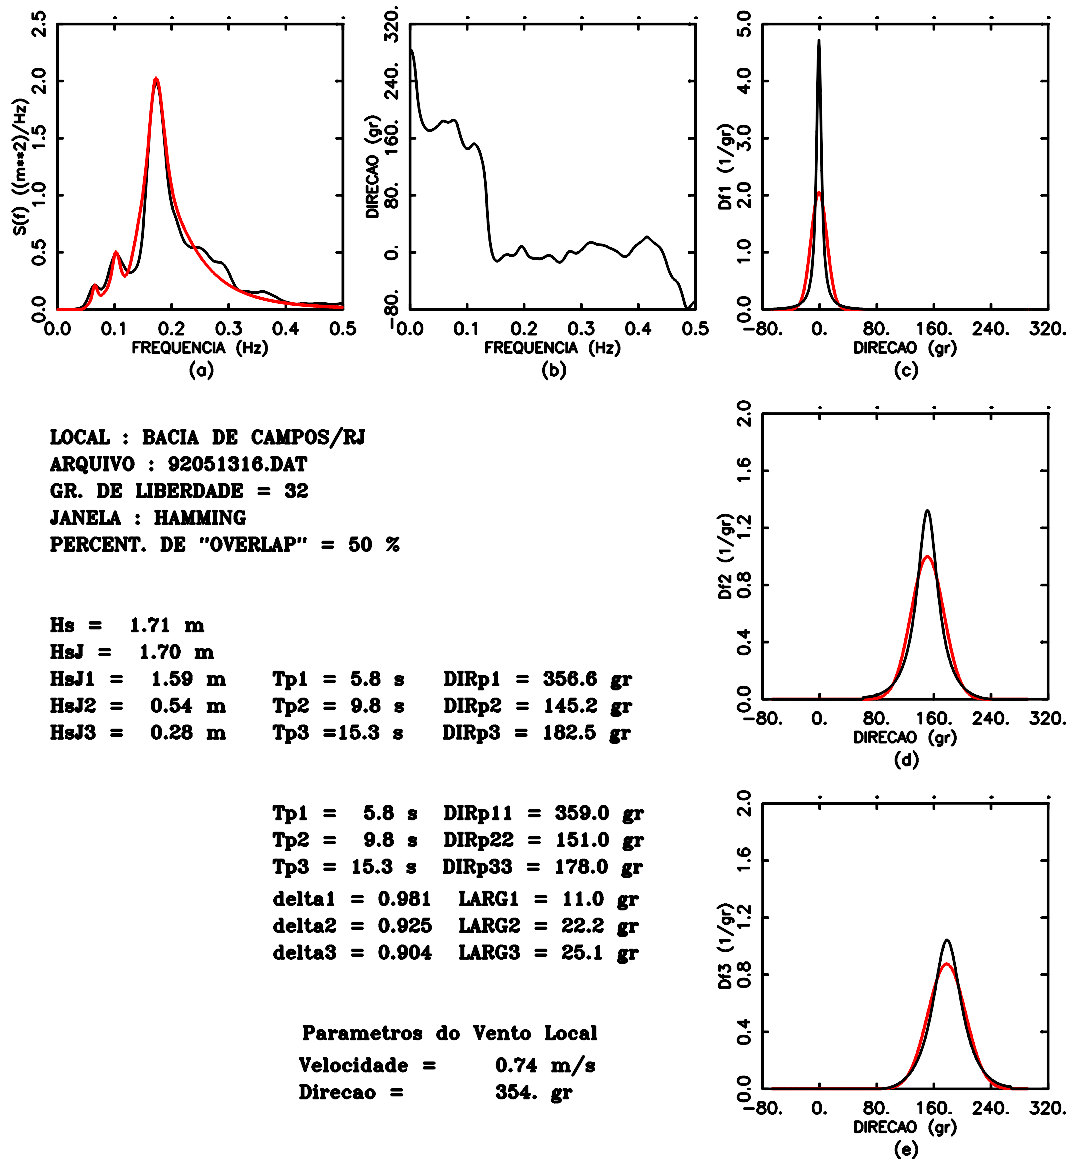 2.5
2.0
1.5
1.0
0.5
0.0
S(f) ((m**2)/Hz)
0.0 0.1 0.2 0.3 0.4 0.5
FREQUENCIA (Hz)
(a)
320.
240.
160.
80.
0.
-80.
DIRECAO (gr)
0.0 0.1 0.2 0.3 0.4 0.5
FREQUENCIA (Hz)
(b)
5.0
4.0
3.0
2.0
1.0
0.0
Df1 (1/gr)
-80. 0. 80. 160. 240. 320.
DIRECAO (gr)
(c)
LOCAL : BACIA DE CAMPOS/RJ
ARQUIVO : 92051316.DAT
GR. DE LIBERDADE = 32
JANELA : HAMMING
PERCENT. DE "OVERLAP" = 50 %
2.0
1.6
1.2
0.8
0.4
0.0
Df2 (1/gr)
-80. 0. 80. 160. 240. 320.
DIRECAO (gr)
(d)
Hs = 1.71 m
HsJ = 1.70 m
HsJ1 = 1.59 m Tp1 = 5.8 s DIRp1 = 356.6 gr
HsJ2 = 0.54 m Tp2 = 9.8 s DIRp2 = 145.2 gr
HsJ3 = 0.28 m Tp3 =15.3 s DIRp3 = 182.5 gr
Tp1 = 5.8 s DIRp11 = 359.0 gr
Tp2 = 9.8 s DIRp22 = 151.0 gr
Tp3 = 15.3 s DIRp33 = 178.0 gr
delta1 = 0.981 LARG1 = 11.0 gr
delta2 = 0.925 LARG2 = 22.2 gr
delta3 = 0.904 LARG3 = 25.1 gr
2.0
1.6
1.2
0.8
0.4
0.0
Df3 (1/gr)
-80. 0. 80. 160. 240. 320.
DIRECAO (gr)
(e)
Parametros do Vento Local
Velocidade = 0.74 m/s
Direcao = 354. gr